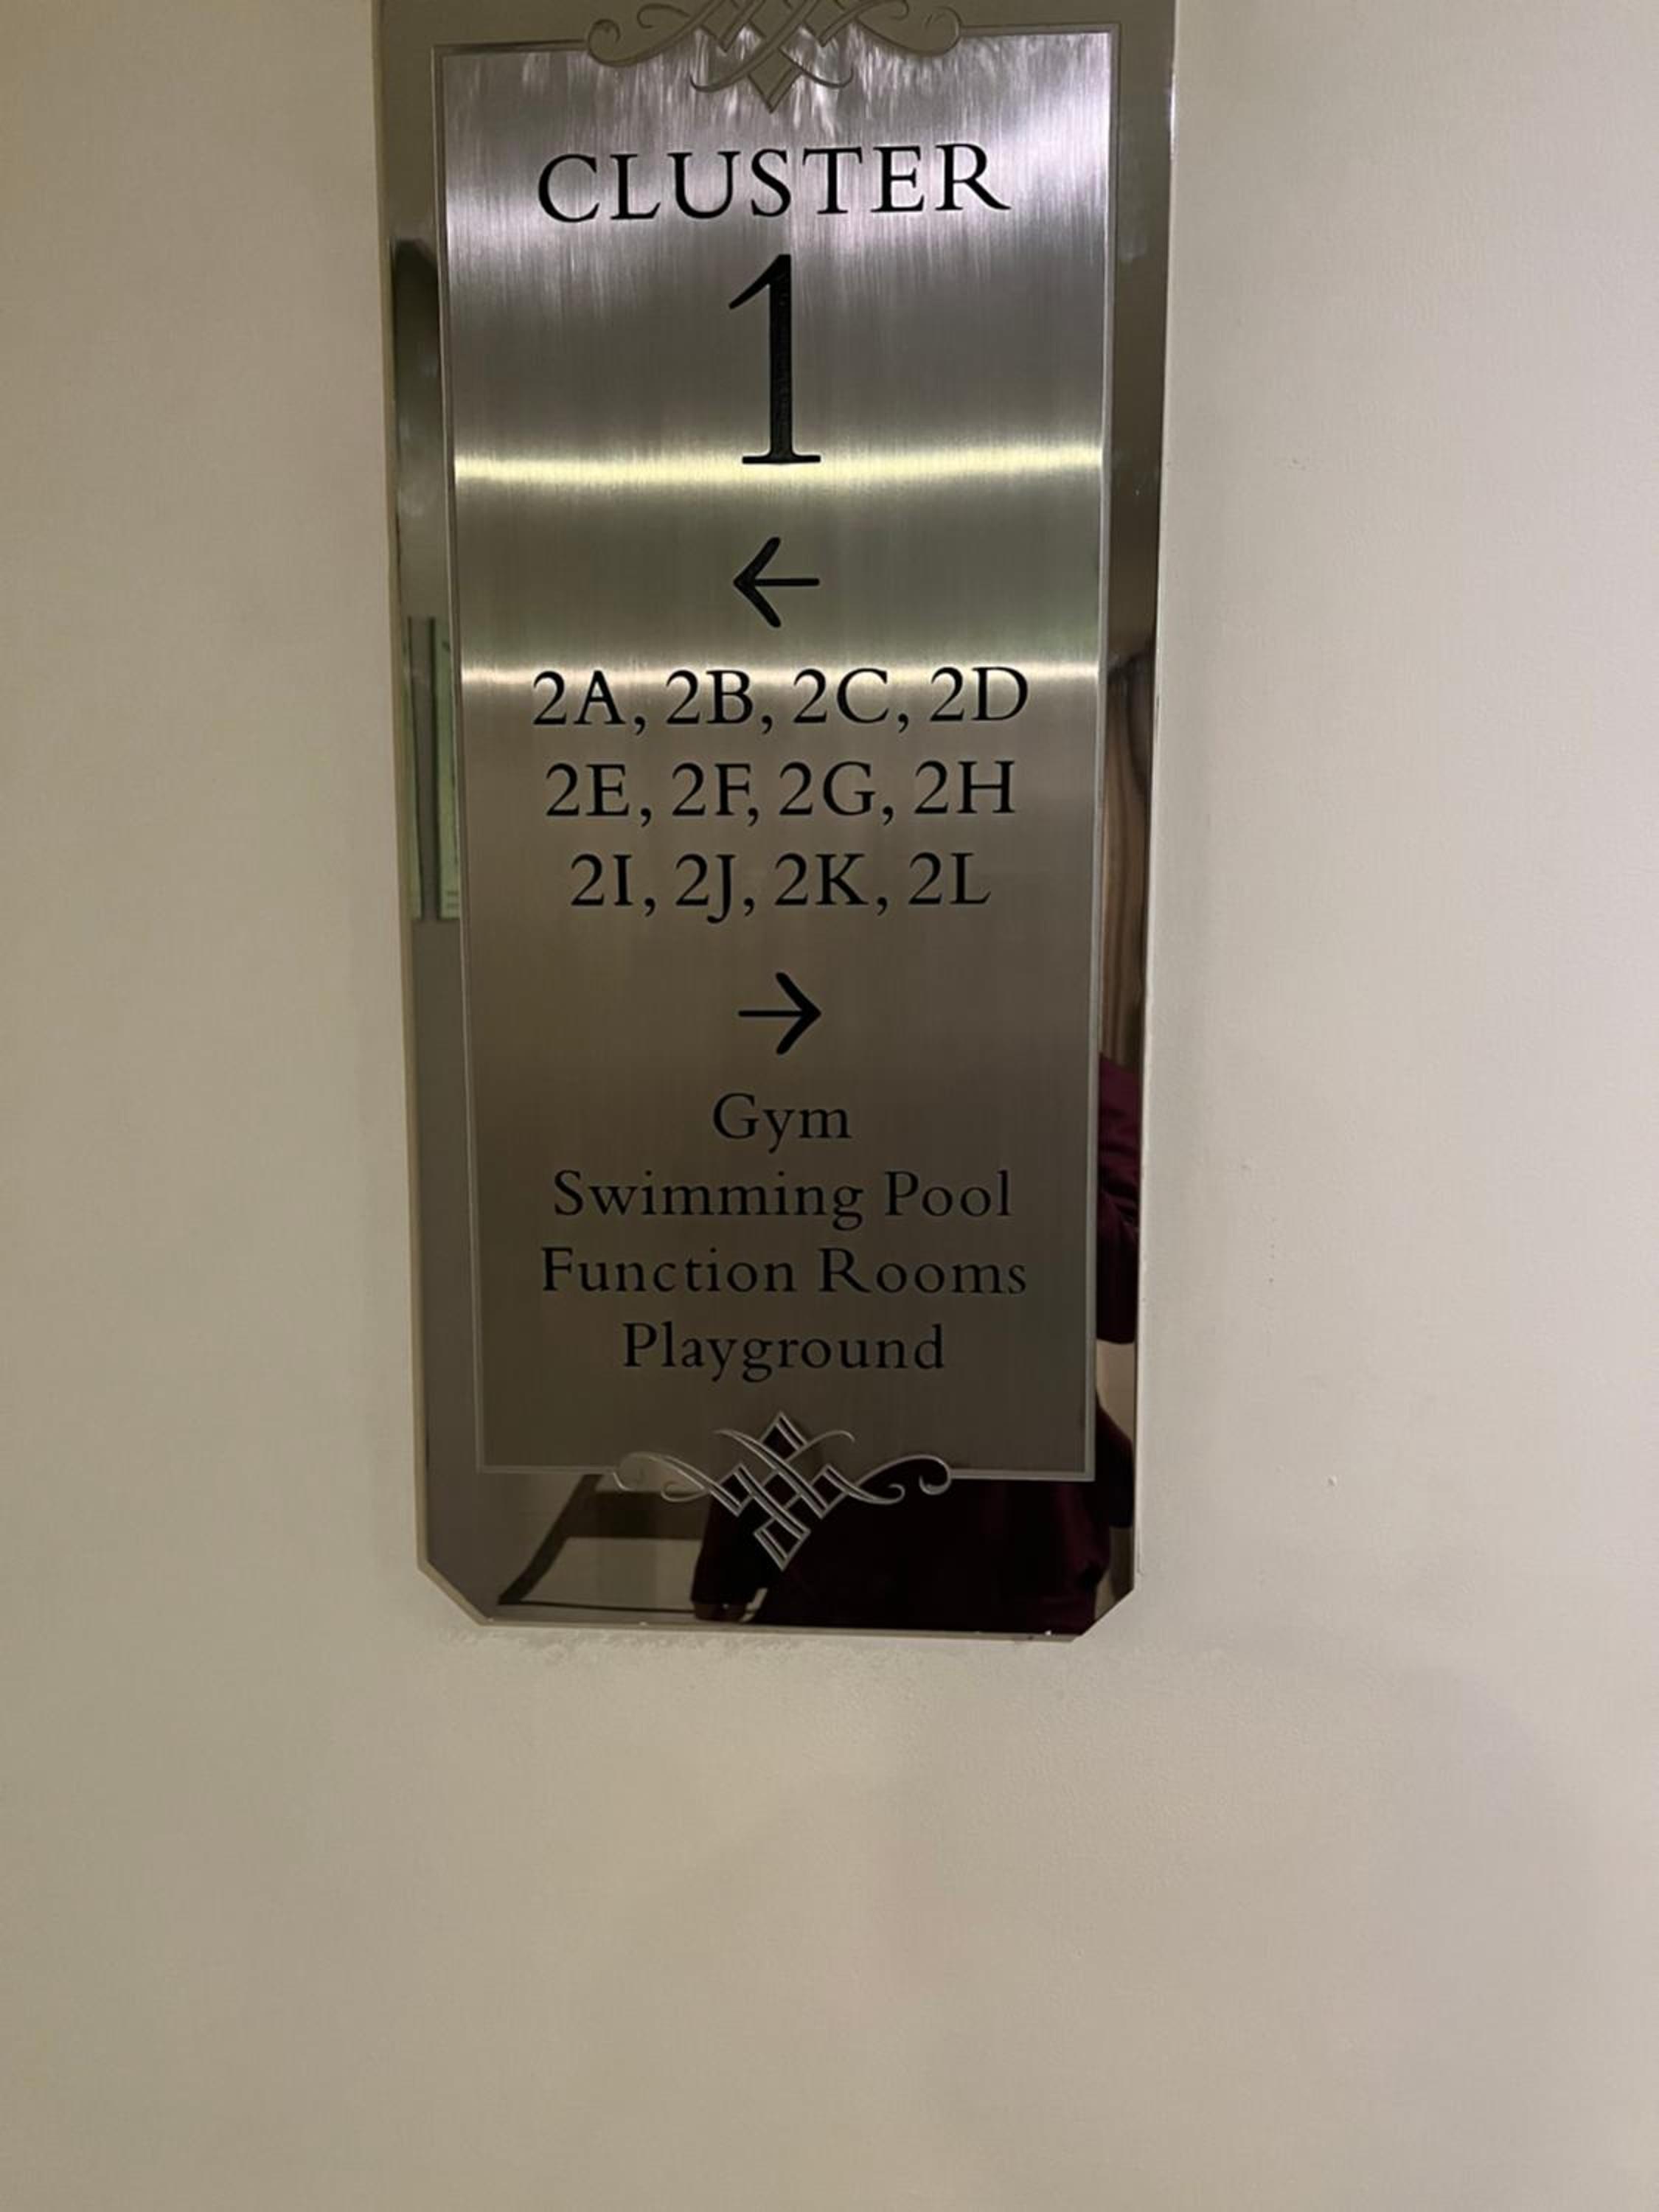 CLUSTER
1
←
2A, 2B, 2C, 2D
2E, 2F, 2G, 2H
2I, 2J, 2K, 2L
→
Gym
Swimming Pool
Function Rooms
Playground